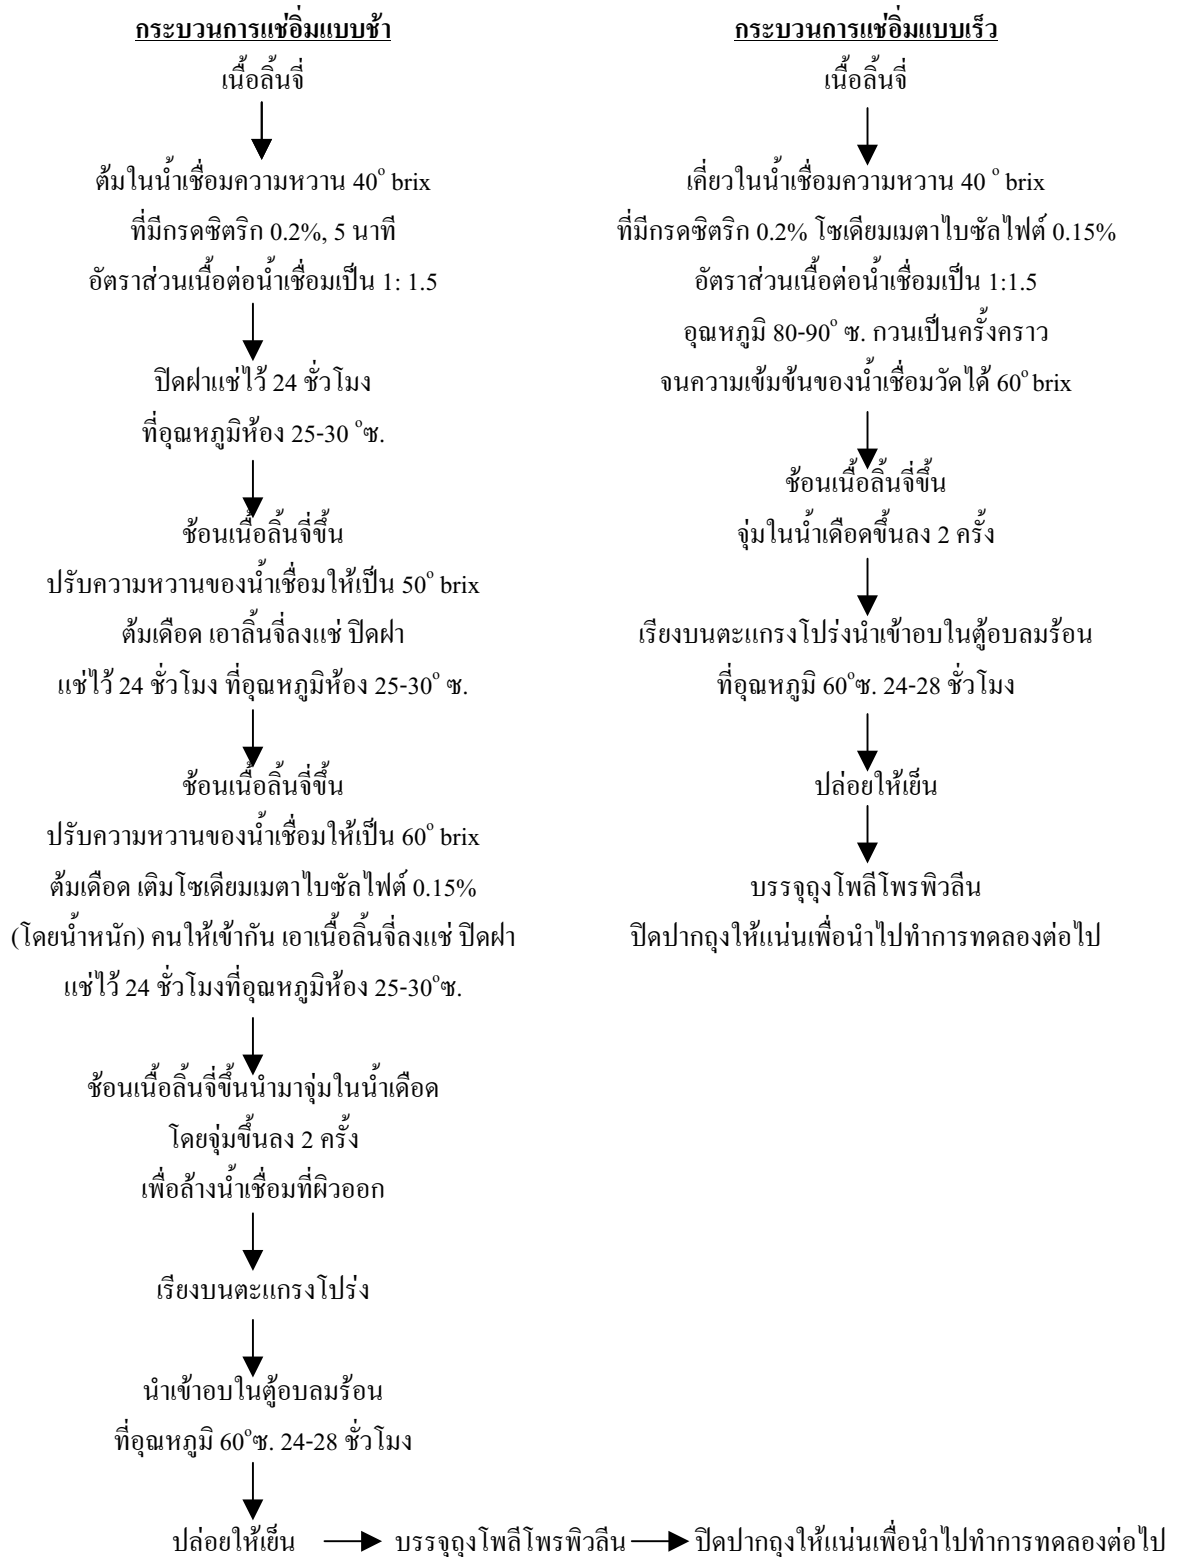 กระบวนการแช่อิ่มแบบช้า
เนื้อลิ้นจี่
ต้มในน้ำเชื่อมความหวาน 40° brix
ที่มีกรดซิตริก 0.2%, 5 นาที
อัตราส่วนเนื้อต่อน้ำเชื่อมเป็น 1: 1.5
ปิดฝาแช่ไว้ 24 ชั่วโมง
ที่อุณหภูมิห้อง 25-30 °ซ.
ช้อนเนื้อลิ้นจี่ขึ้น
ปรับความหวานของน้ำเชื่อมให้เป็น 50° brix
ต้มเดือด เอาลิ้นจี่ลงแช่ ปิดฝา
แช่ไว้ 24 ชั่วโมง ที่อุณหภูมิห้อง 25-30° ซ.
ช้อนเนื้อลิ้นจี่ขึ้น
ปรับความหวานของน้ำเชื่อมให้เป็น 60° brix
ต้มเดือด เติมโซเดียมเมตาไบซัลไฟต์ 0.15%
(โดยน้ำหนัก) คนให้เข้ากัน เอาเนื้อลิ้นจี่ลงแช่ ปิดฝา
แช่ไว้ 24 ชั่วโมงที่อุณหภูมิห้อง 25-30°ซ.
ช้อนเนื้อลิ้นจี่ขึ้นนำมาจุ่มในน้ำเดือด
โดยจุ่มขึ้นลง 2 ครั้ง
เพื่อล้างน้ำเชื่อมที่ผิวออก
เรียงบนตะแกรงโปร่ง
นำเข้าอบในตู้อบลมร้อน
ที่อุณหภูมิ 60°ซ. 24-28 ชั่วโมง
ปล่อยให้เย็น บรรจุถุงโพลีโพรพิวลีน ปิดปากถุงให้แน่นเพื่อนำไปทำการทดลองต่อไป
กระบวนการแช่อิ่มแบบเร็ว
เนื้อลิ้นจี่
เคี่ยวในน้ำเชื่อมความหวาน 40 ° brix
ที่มีกรดซิตริก 0.2% โซเดียมเมตาไบซัลไฟต์ 0.15%
อัตราส่วนเนื้อต่อน้ำเชื่อมเป็น 1:1.5
อุณหภูมิ 80-90° ซ. กวนเป็นครั้งคราว
จนความเข้มข้นของน้ำเชื่อมวัดได้ 60° brix
ช้อนเนื้อลิ้นจี่ขึ้น
จุ่มในน้ำเดือดขึ้นลง 2 ครั้ง
เรียงบนตะแกรงโปร่งนำเข้าอบในตู้อบลมร้อน
ที่อุณหภูมิ 60°ซ. 24-28 ชั่วโมง
ปล่อยให้เย็น
บรรจุถุงโพลีโพรพิวลีน
ปิดปากถุงให้แน่นเพื่อนำไปทำการทดลองต่อไป